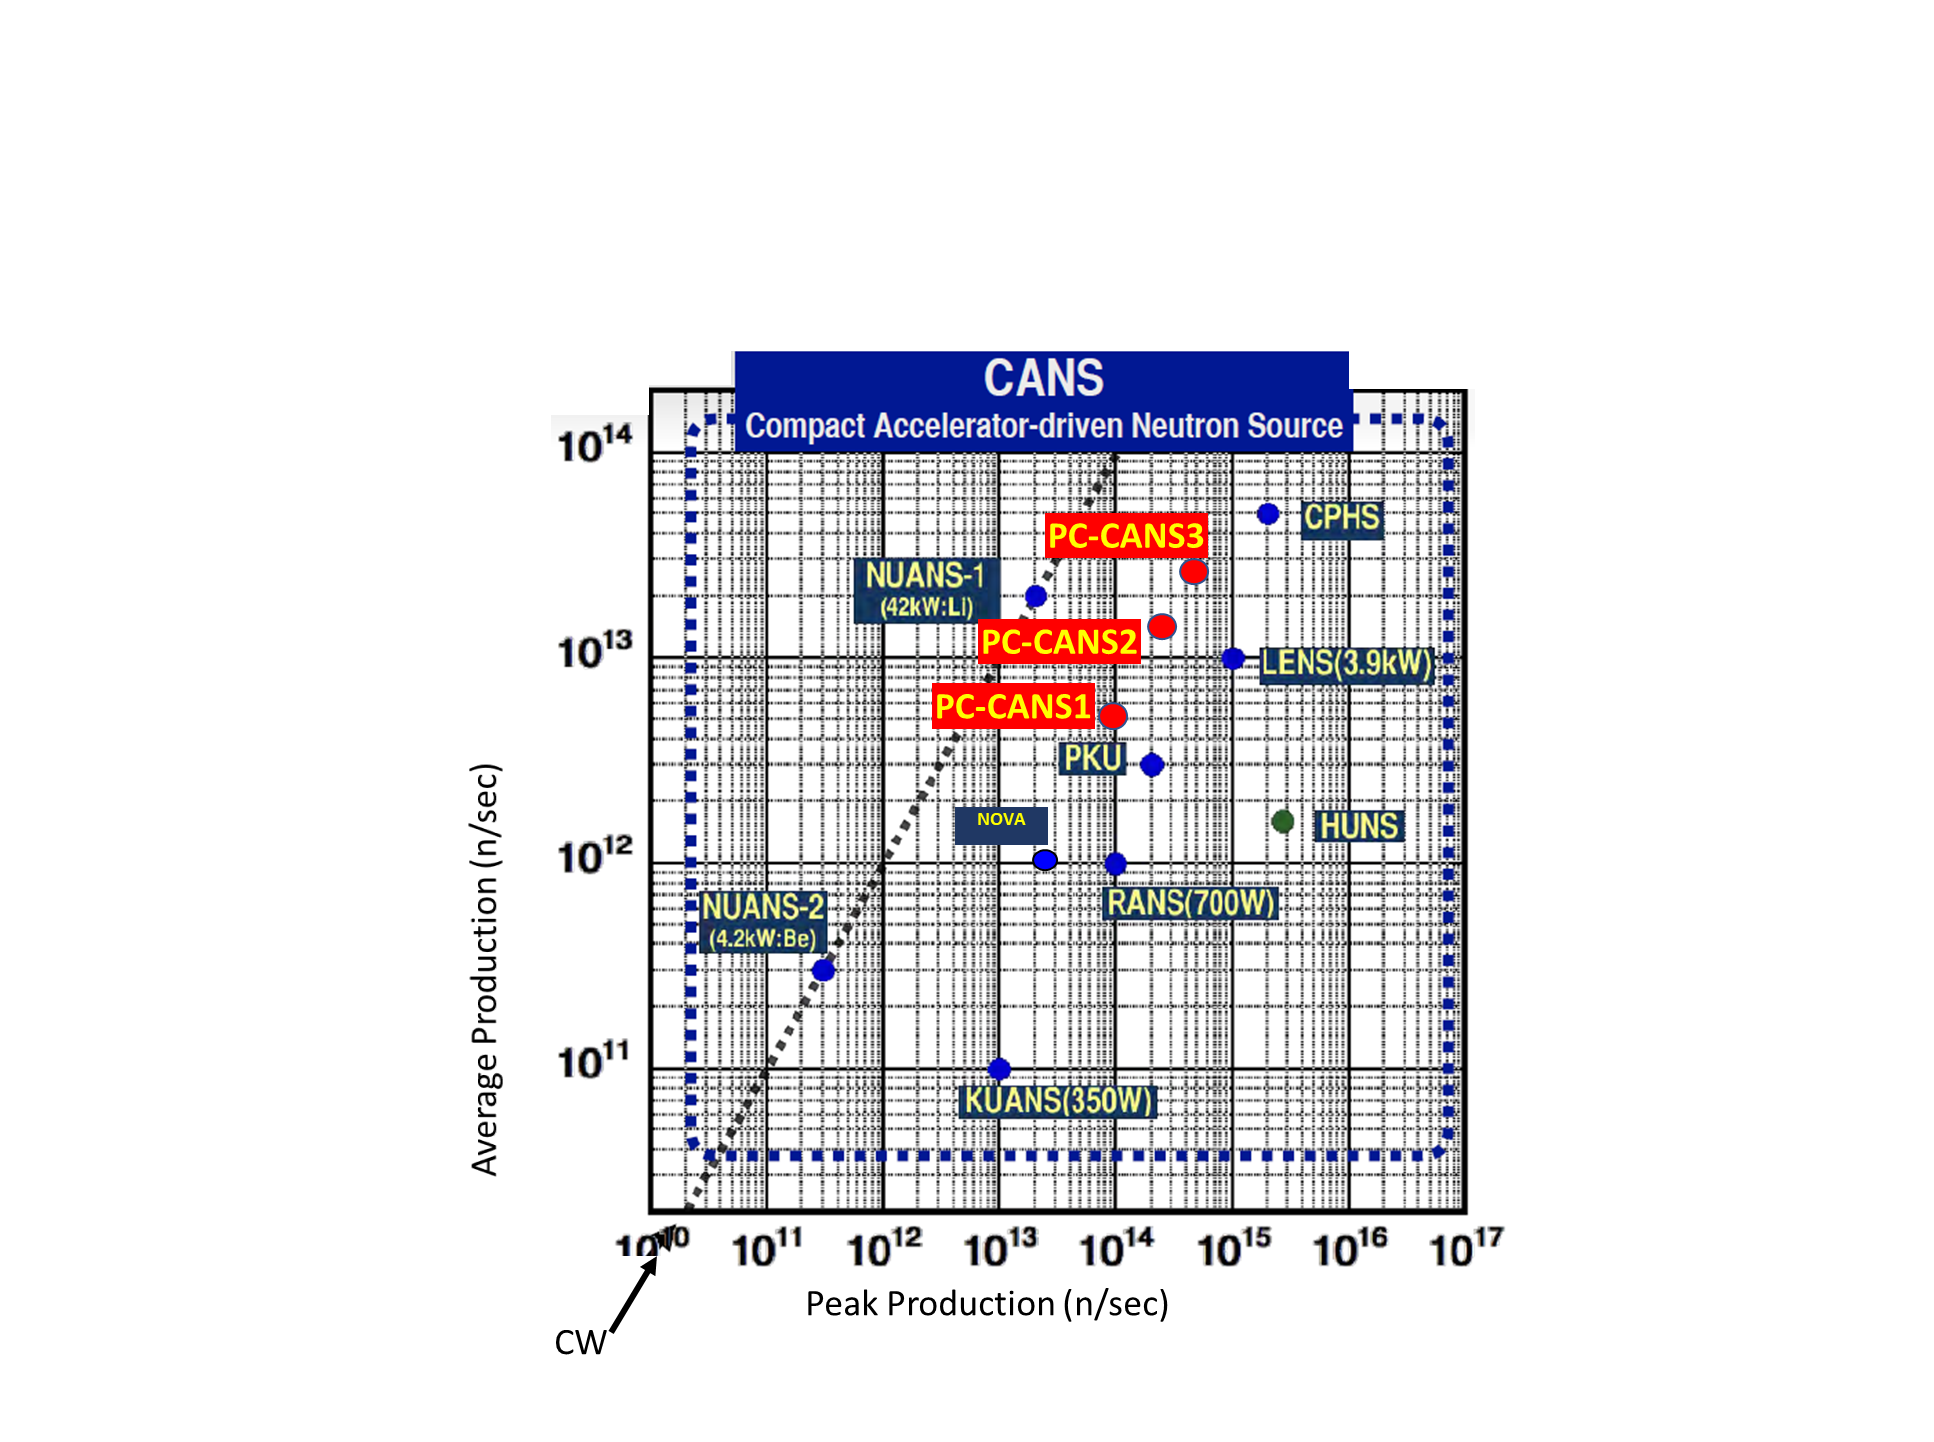 CANS
Compact Accelerator-driven Neutron Source
10¹⁴
CPHS
PC-CANS3
NUANS-1
(42kW:Li)
PC-CANS2
10¹³
LENS(3.9kW)
PC-CANS1
PKU
NOVA
HUNS
10¹²
RANS(700W)
NUANS-2
(4.2kW:Be)
10¹¹
KUANS(350W)
Average Production (n/sec)
10¹⁰ 10¹¹ 10¹² 10¹³ 10¹⁴ 10¹⁵ 10¹⁶ 10¹⁷
Peak Production (n/sec)
CW